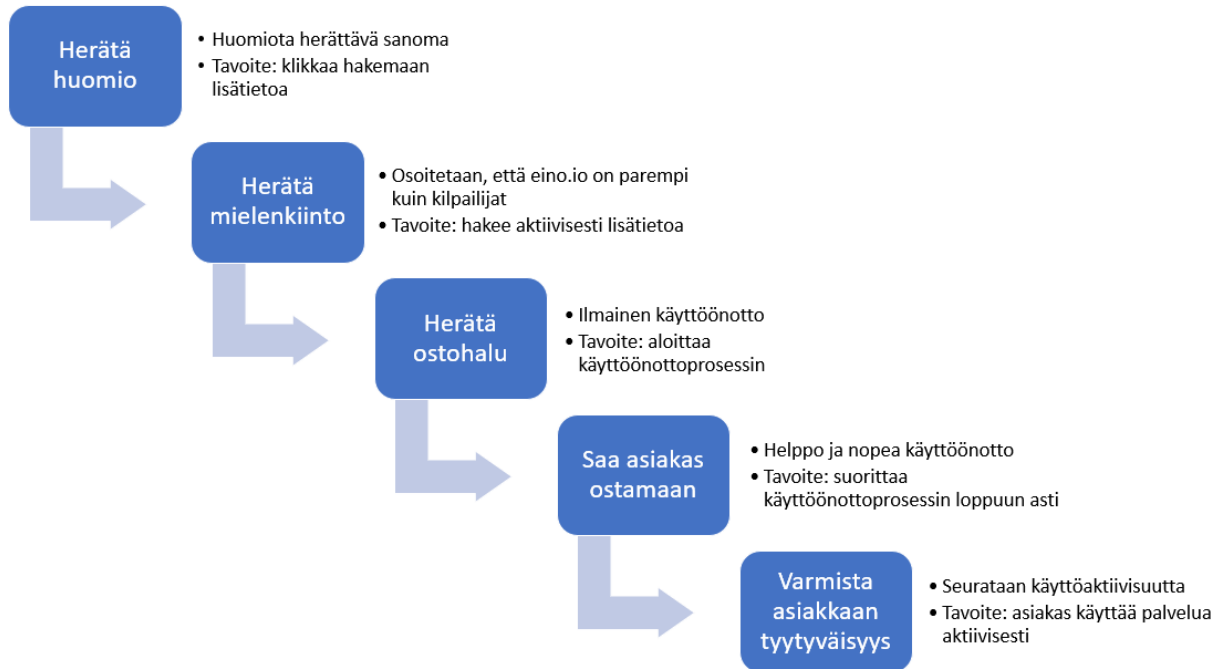 Herätä
huomio
• Huomiota herättävä sanoma
• Tavoite: klikkaa hakemaan
lisätietoa
Herätä
mielenkiinto
• Osoitetaan, että eino.io on parempi
kuin kilpailijat
• Tavoite: hakee aktiivisesti lisätietoa
Herätä
ostohalu
• Ilmainen käyttöönotto
• Tavoite: aloittaa
käyttöönottoprosessin
Saa asiakas
ostamaan
• Helppo ja nopea käyttöönotto
• Tavoite: suorittaa
käyttöönottoprosessin loppuun asti
Varmista
asiakkaan
tyytyväisyys
• Seurataan käyttöaktiivisuutta
• Tavoite: asiakas käyttää palvelua
aktiivisesti